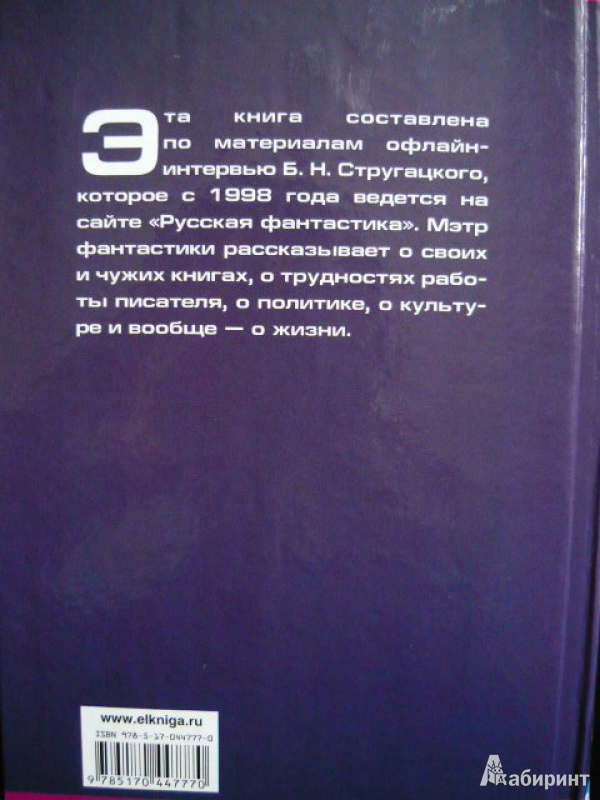 Эта книга составлена
по материалам офлайн-
интервью Б. Н. Стругацкого,
которое с 1998 года ведется на
сайте «Русская фантастика». Мэтр
фантастики рассказывает о своих
и чужих книгах, о трудностях рабо-
ты писателя, о политике, о культу-
ре и вообще — о жизни.
www.elkniga.ru
ISBN 978-5-17-044777-0
9 785170 447770
Лабиринт